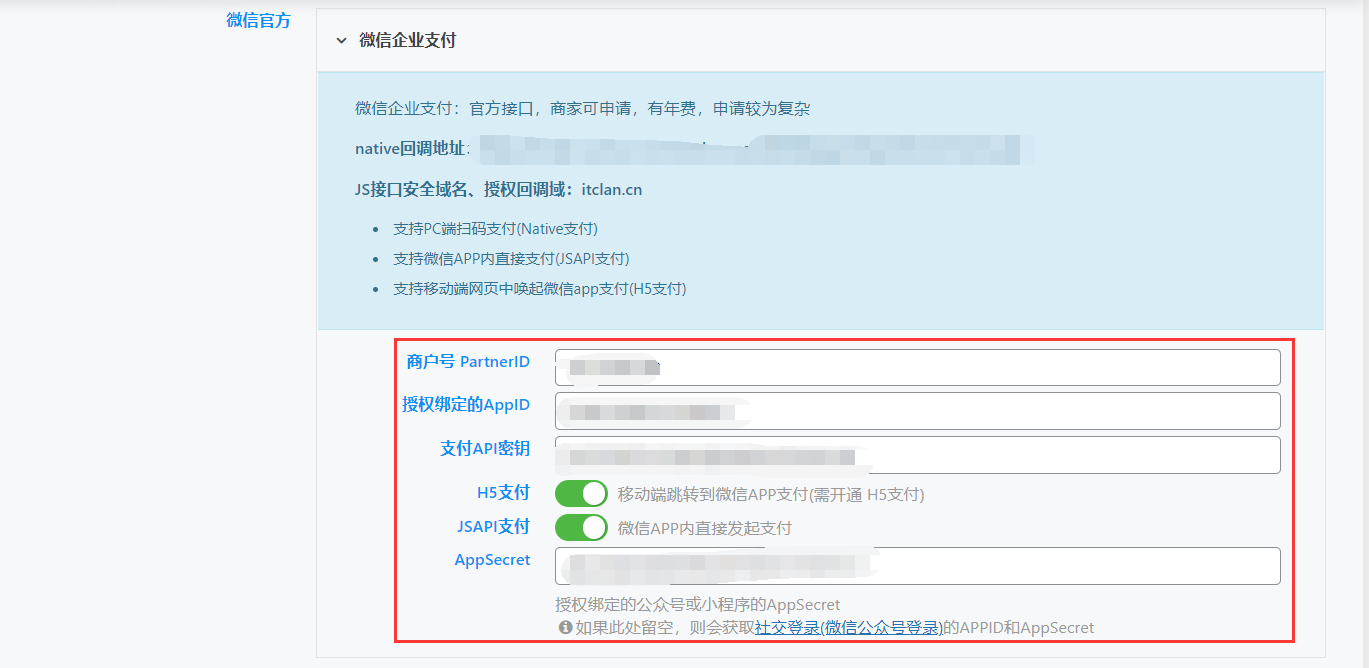 微信官方
微信企业支付
微信企业支付：官方接口，商家可申请，有年费，申请较为复杂
native回调地址：
JS接口安全域名、授权回调域：itclan.cn
• 支持PC端扫码支付(Native支付)
• 支持微信APP内直接支付(JSAPI支付)
• 支持移动端网页中唤起微信app支付(H5支付)
商户号 PartnerID
授权绑定的AppID
支付API密钥
H5支付 移动端跳转到微信APP支付(需开通 H5支付)
JSAPI支付 微信APP内直接发起支付
AppSecret
授权绑定的公众号或小程序的AppSecret
如果此处留空，则会获取社交登录(微信公众号登录)的APPID和AppSecret